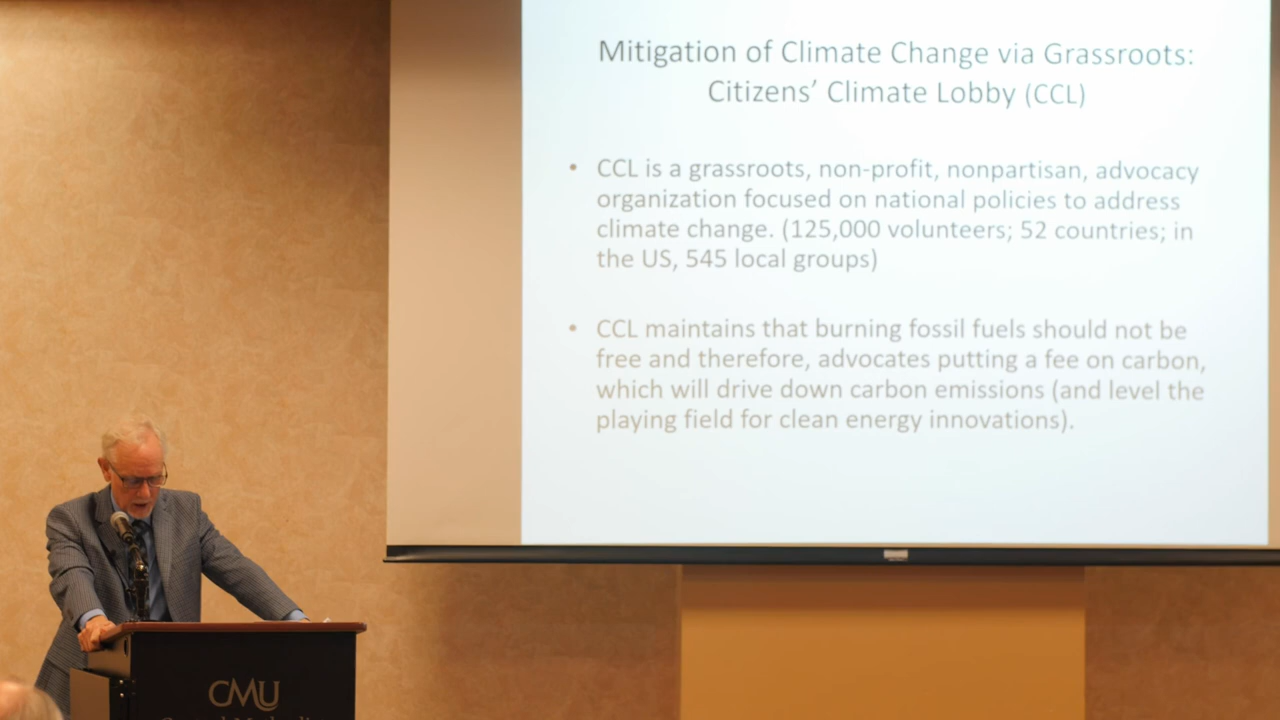 Mitigation of Climate Change via Grassroots:
Citizens’ Climate Lobby (CCL)
• CCL is a grassroots, non-profit, nonpartisan, advocacy
organization focused on national policies to address
climate change. (125,000 volunteers; 52 countries; in
the US, 545 local groups)
• CCL maintains that burning fossil fuels should not be
free and therefore, advocates putting a fee on carbon,
which will drive down carbon emissions (and level the
playing field for clean energy innovations).
CMU